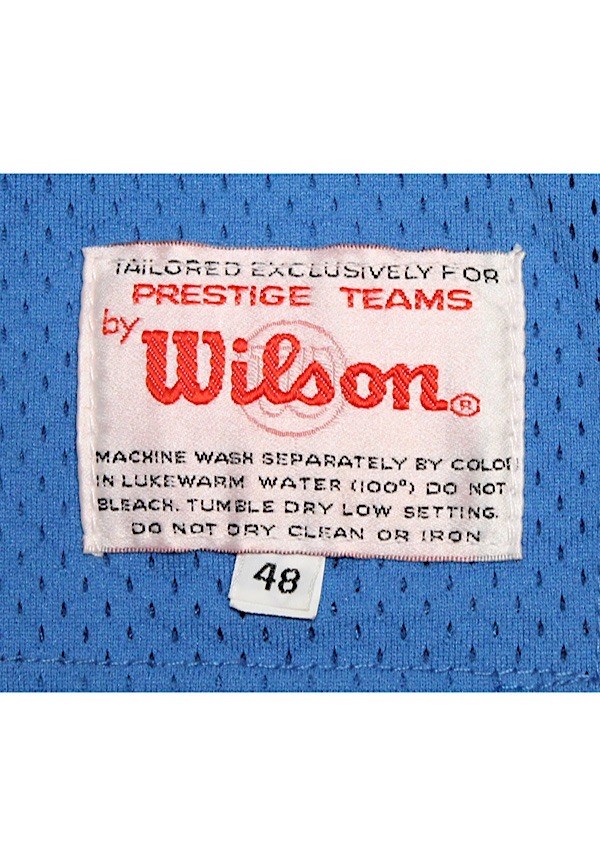 TAILORED EXCLUSIVELY FOR
PRESTIGE TEAMS
by Wilson®
MACHINE WASH SEPARATELY BY COLOR
IN LUKEWARM WATER (100°) DO NOT
BLEACH. TUMBLE DRY LOW SETTING.
DO NOT DRY CLEAN OR IRON
48